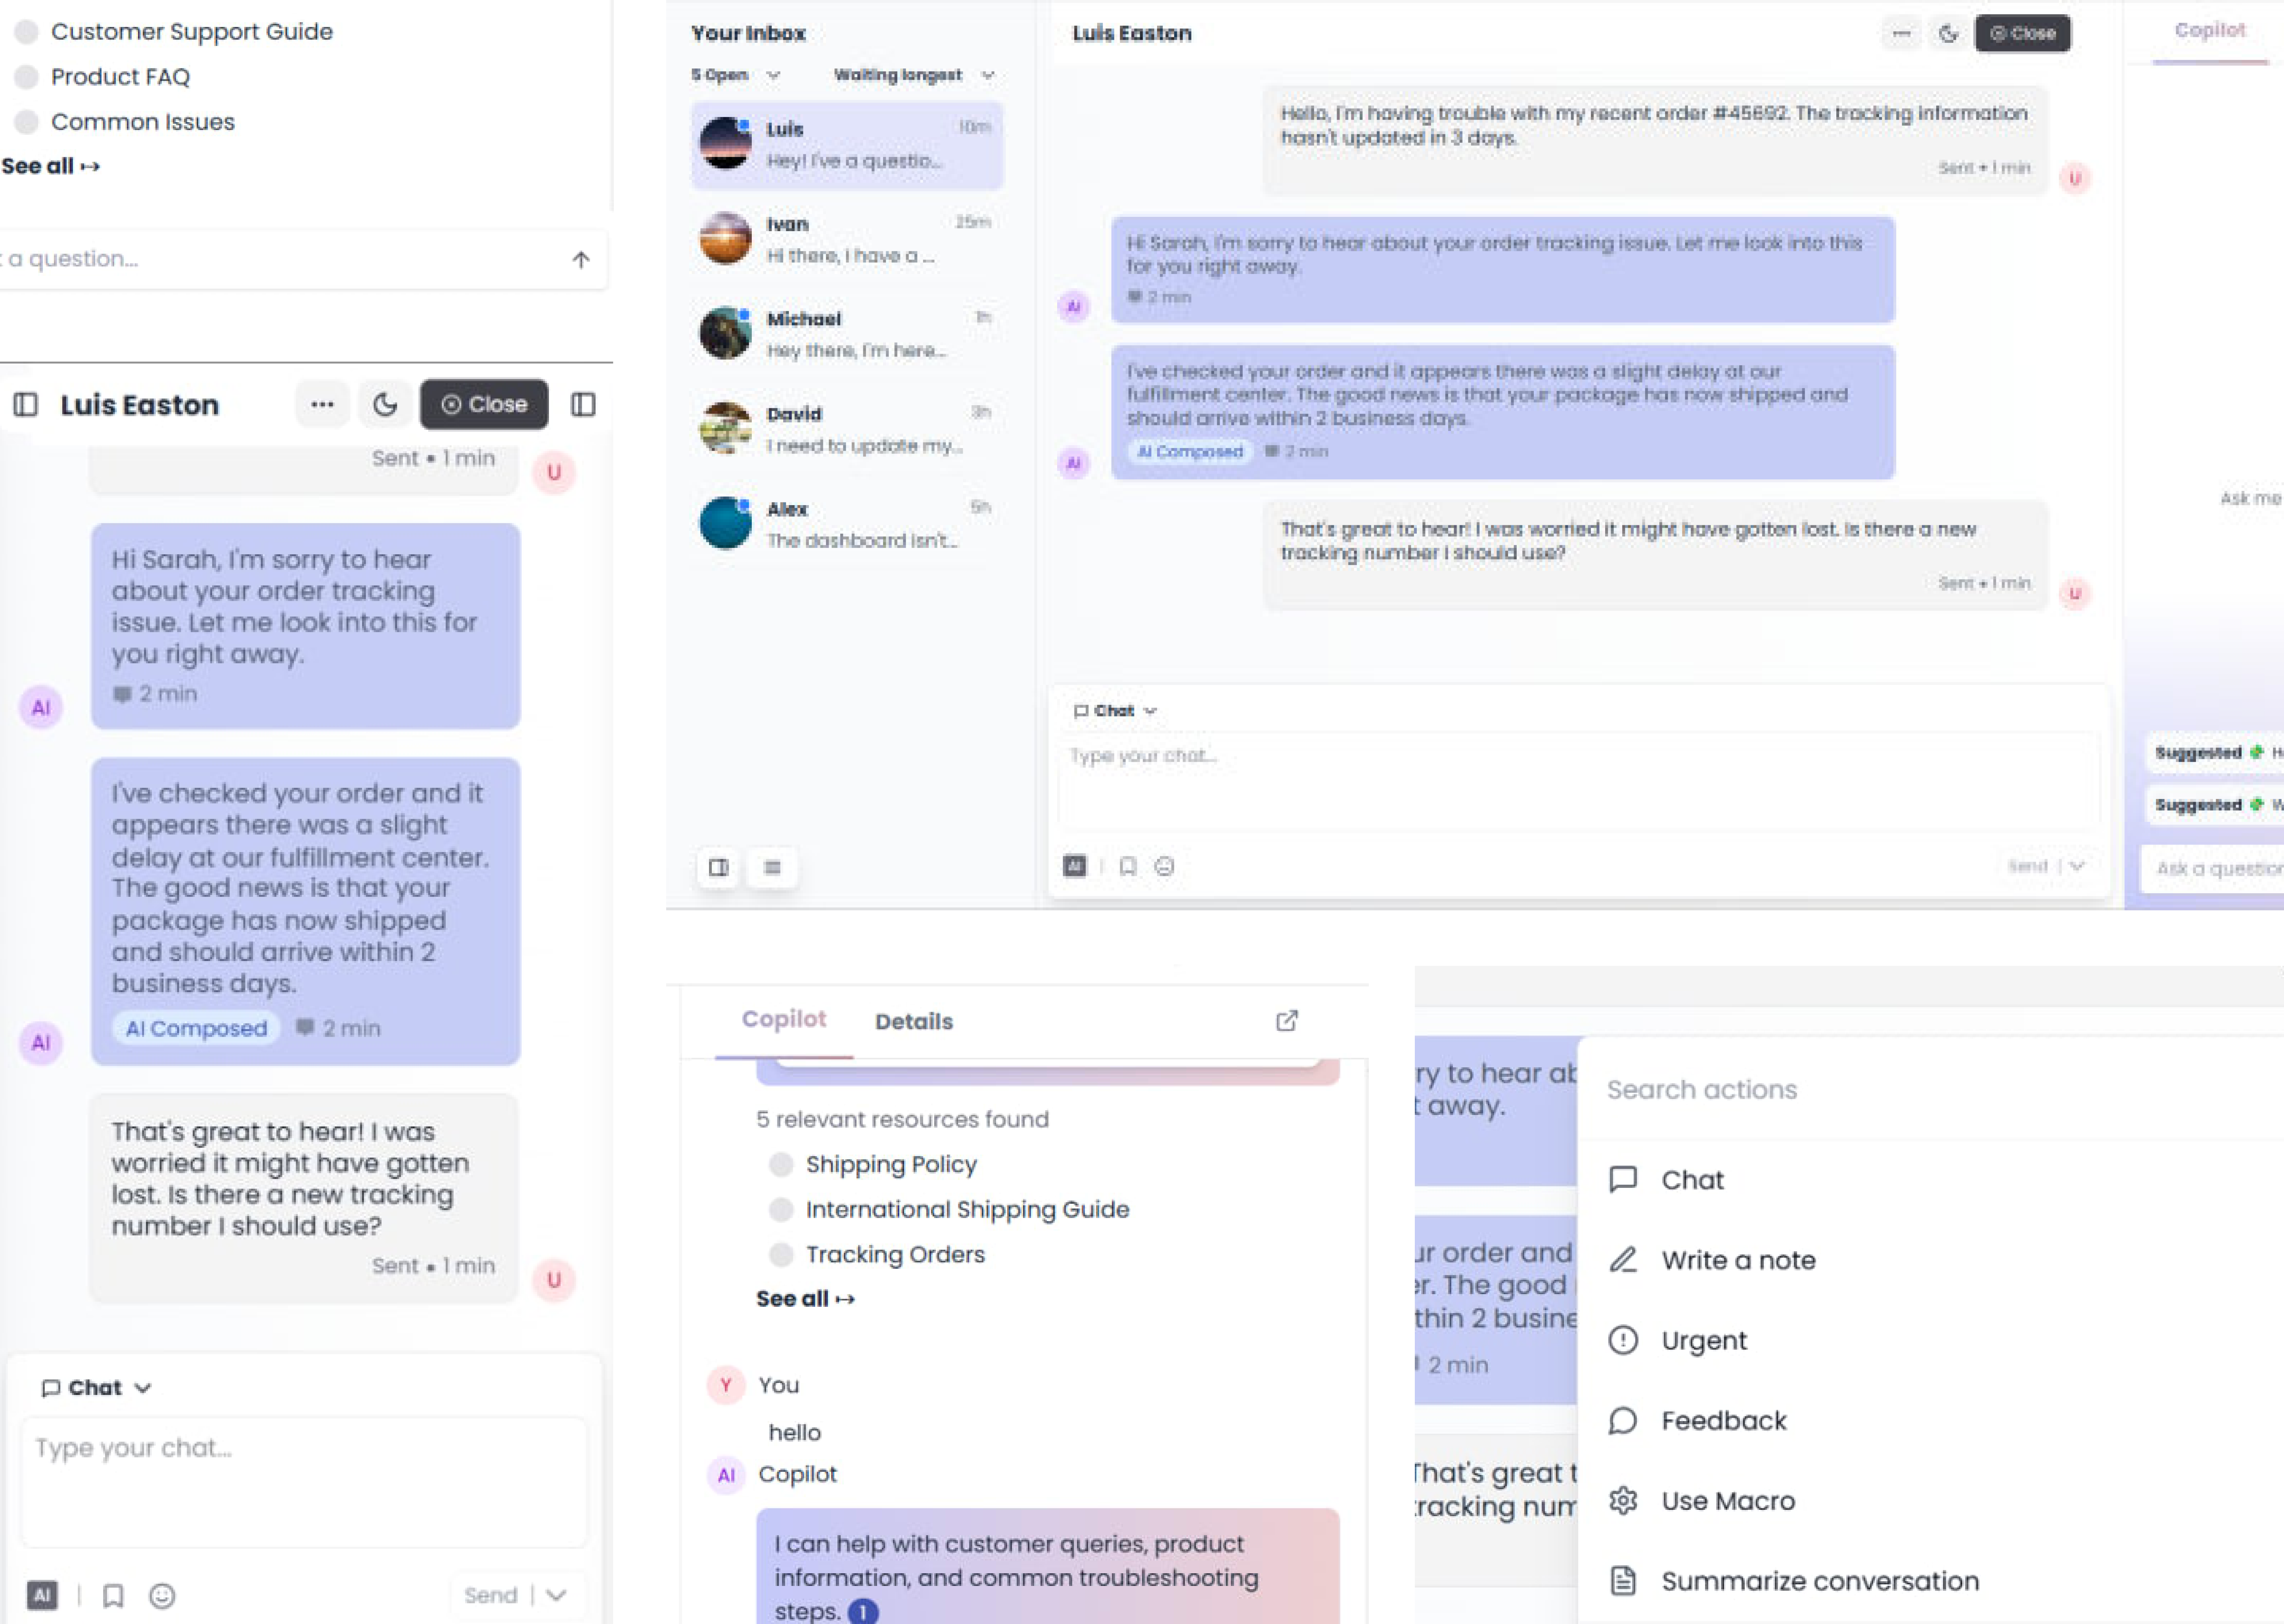 Customer Support Guide
Product FAQ
Common Issues
See all ↦
a question...
Luis Easton
Close
Sent • 1 min
U
Hi Sarah, I'm sorry to hear
about your order tracking
issue. Let me look into this for
you right away.
2 min
AI
I've checked your order and it
appears there was a slight
delay at our fulfillment center.
The good news is that your
package has now shipped
and should arrive within 2
business days.
AI Composed 2 min
AI
That's great to hear! I was
worried it might have gotten
lost. Is there a new tracking
number I should use?
Sent • 1 min
U
Chat
Type your chat...
AI
Send
Your Inbox
5 Open Waiting longest
Luis 10m
Hey! I've a questio...
Ivan 25m
Hi there, I have a ...
Michael 1h
Hey there, I'm here...
David 3h
I need to update my...
Alex 5h
The dashboard isn't...
Luis Easton
Close
Hello, I'm having trouble with my recent order #45692. The tracking information
hasn't updated in 3 days.
Sent • 1 min
U
Hi Sarah, I'm sorry to hear about your order tracking issue. Let me look into this
for you right away.
2 min
AI
I've checked your order and it appears there was a slight delay at our
fulfillment center. The good news is that your package has now shipped and
should arrive within 2 business days.
AI Composed 2 min
AI
That's great to hear! I was worried it might have gotten lost. Is there a new
tracking number I should use?
Sent • 1 min
U
Chat
Type your chat...
AI
Send
Copilot
Ask me
Suggested
Suggested
Ask a question
Copilot Details
5 relevant resources found
Shipping Policy
International Shipping Guide
Tracking Orders
See all ↦
Y You
hello
AI Copilot
I can help with customer queries, product
information, and common troubleshooting
steps. 1
ry to hear ab
t away.
ur order and
er. The good
thin 2 busine
2 min
That's great t
tracking num
Search actions
Chat
Write a note
Urgent
Feedback
Use Macro
Summarize conversation